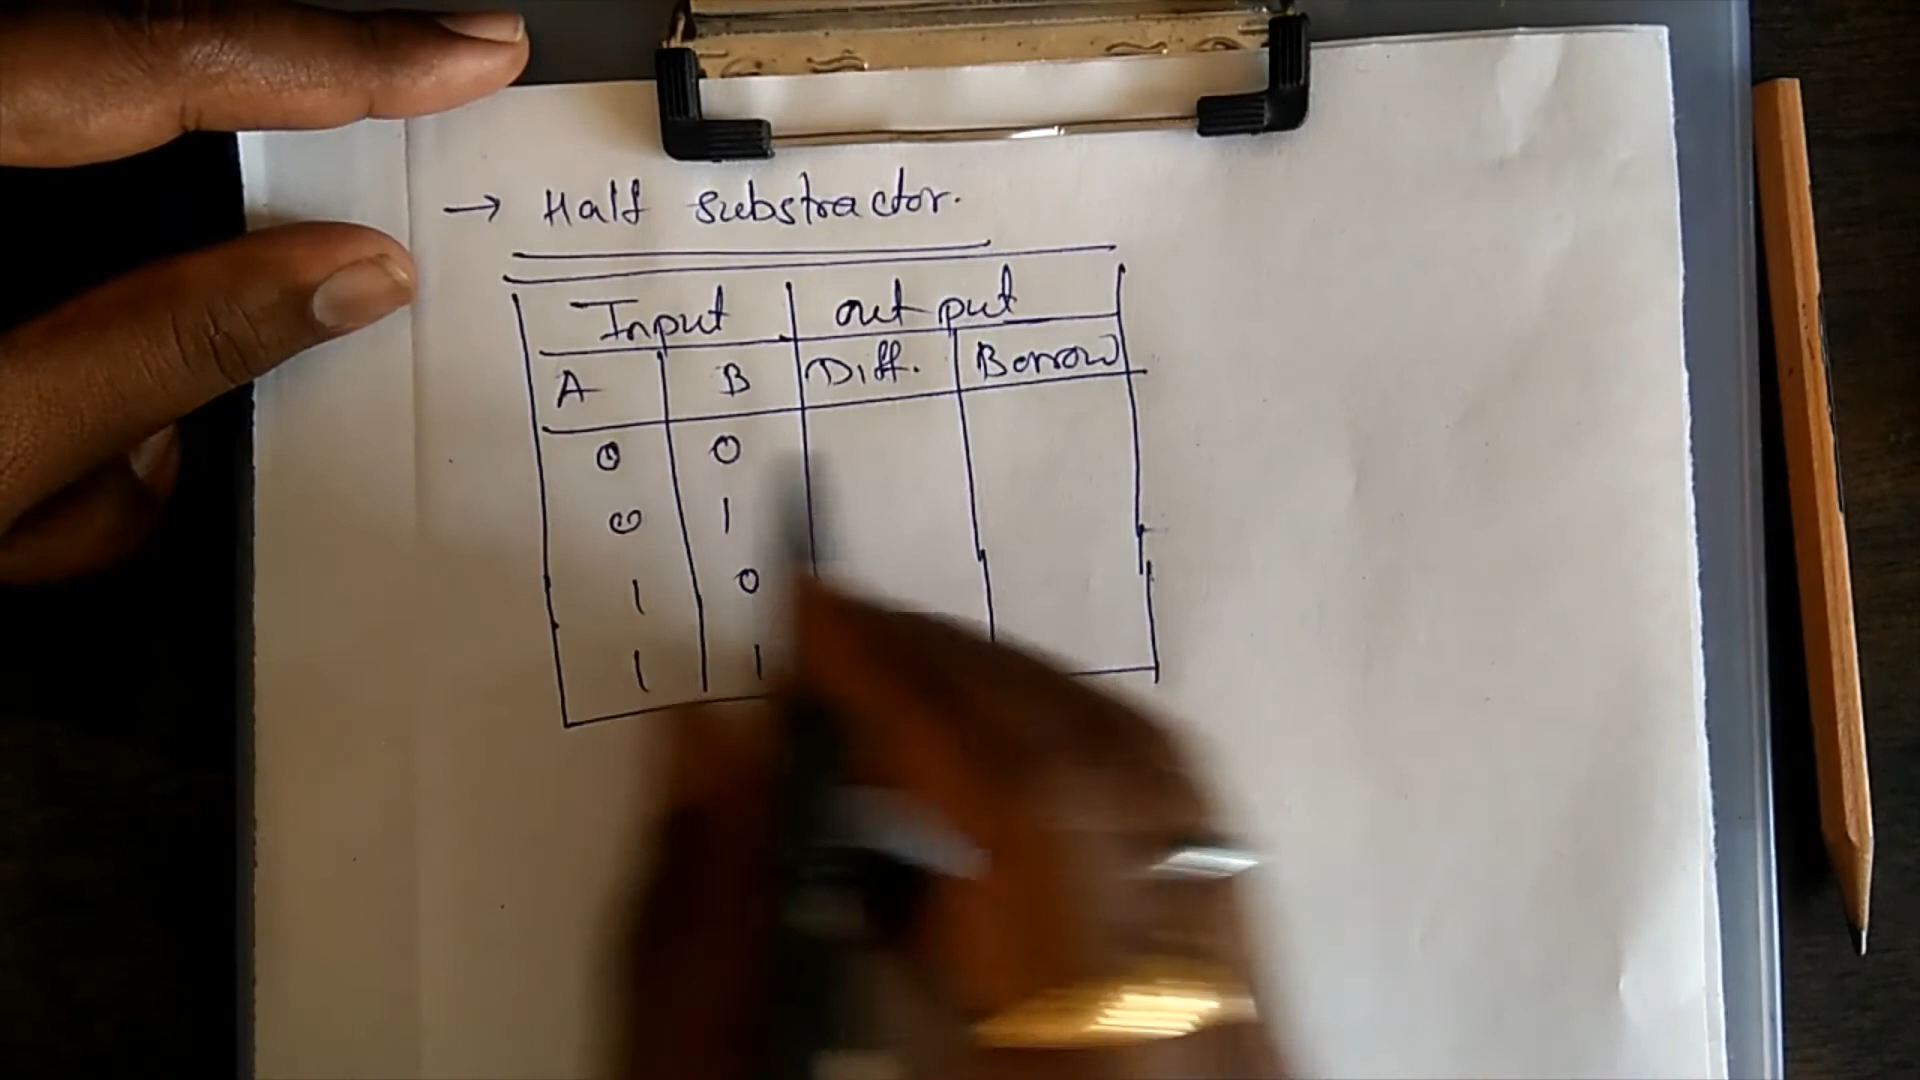 → Half substractor.
Input output
A B Diff. Borrow
0 0
0 1
1 0
1 1